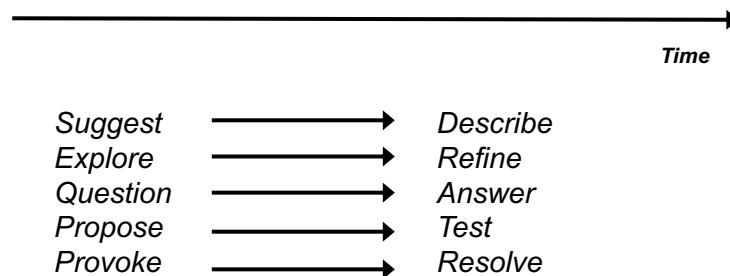 Time
Suggest Describe
Explore Refine
Question Answer
Propose Test
Provoke Resolve